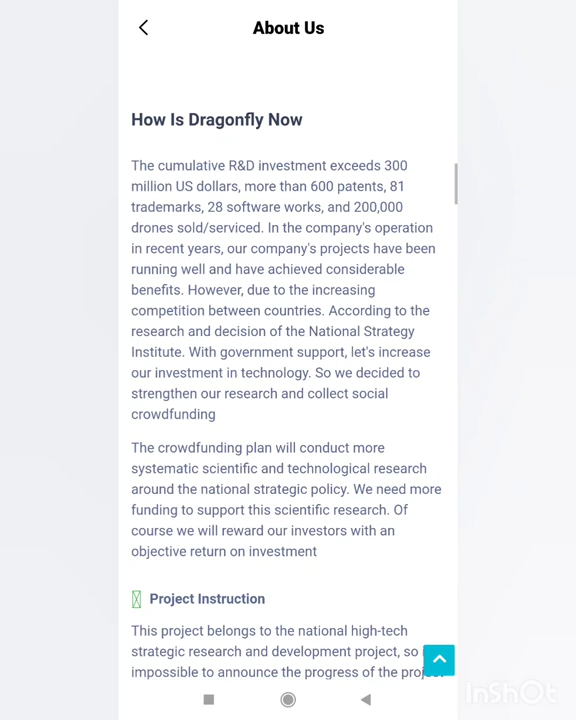 About Us
How Is Dragonfly Now
The cumulative R&D investment exceeds 300
million US dollars, more than 600 patents, 81
trademarks, 28 software works, and 200,000
drones sold/serviced. In the company's operation
in recent years, our company's projects have been
running well and have achieved considerable
benefits. However, due to the increasing
competition between countries. According to the
research and decision of the National Strategy
Institute. With government support, let's increase
our investment in technology. So we decided to
strengthen our research and collect social
crowdfunding
The crowdfunding plan will conduct more
systematic scientific and technological research
around the national strategic policy. We need more
funding to support this scientific research. Of
course we will reward our investors with an
objective return on investment
Project Instruction
This project belongs to the national high-tech
strategic research and development project, so
impossible to announce the progress of the
InShOt